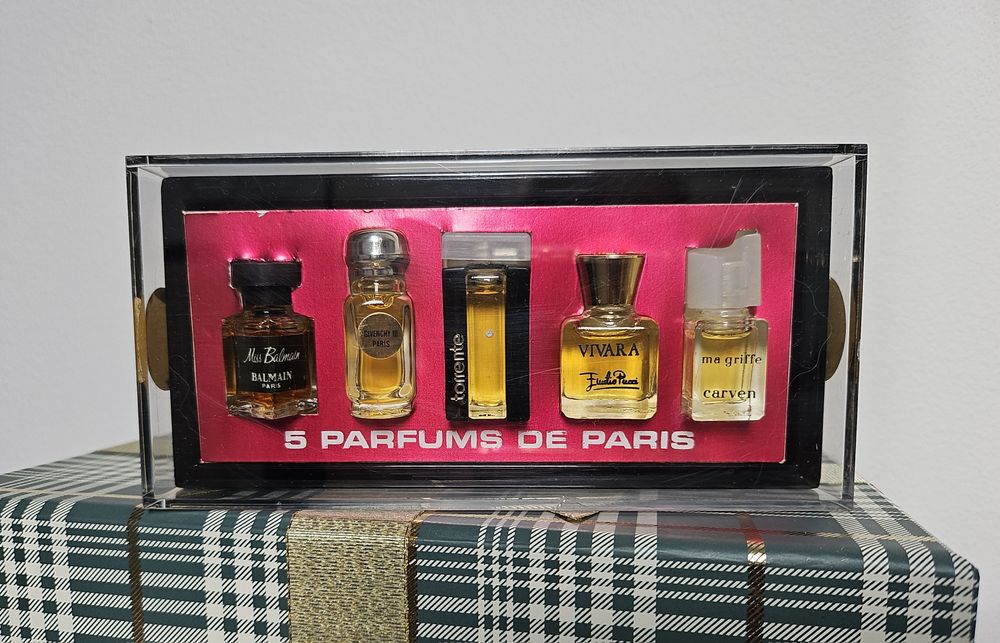 Miss Balmain
BALMAIN
PARIS
GIVENCHY III
PARIS
torrente
VIVARA
Emilio Pucci
ma griffe
carven
5 PARFUMS DE PARIS